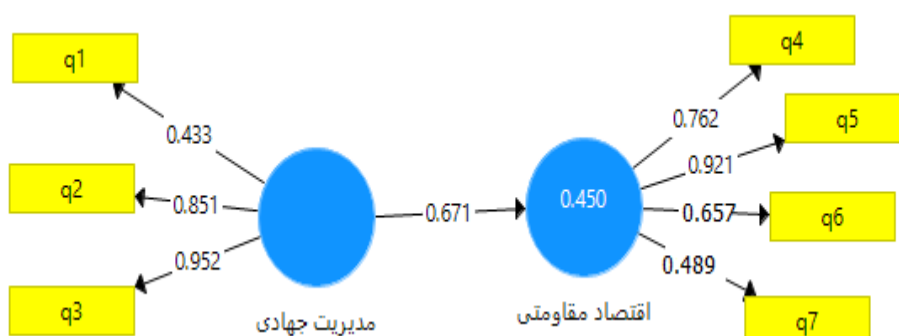 q1
0.433
q2
0.851
q3
0.952
مدیریت جهادی
0.671
0.450
اقتصاد مقاومتی
q4
0.762
q5
0.921
q6
0.657
q7
0.489